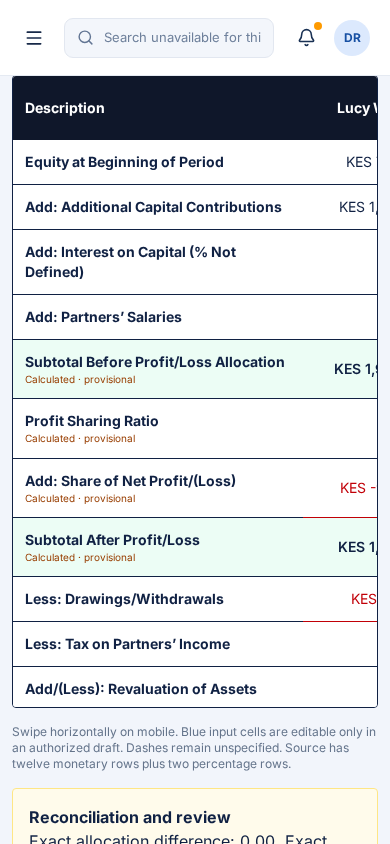 Search unavailable for thi
DR
Description Lucy
Equity at Beginning of Period KES
Add: Additional Capital Contributions KES 1,
Add: Interest on Capital (% Not
Defined)
Add: Partners’ Salaries
Subtotal Before Profit/Loss Allocation KES 1,
Calculated · provisional
Profit Sharing Ratio
Calculated · provisional
Add: Share of Net Profit/(Loss) KES -
Calculated · provisional
Subtotal After Profit/Loss KES 1,
Calculated · provisional
Less: Drawings/Withdrawals KES
Less: Tax on Partners’ Income
Add/(Less): Revaluation of Assets
Swipe horizontally on mobile. Blue input cells are editable only in
an authorized draft. Dashes remain unspecified. Source has
twelve monetary rows plus two percentage rows.
Reconciliation and review
Exact allocation difference: 0.00. Exact